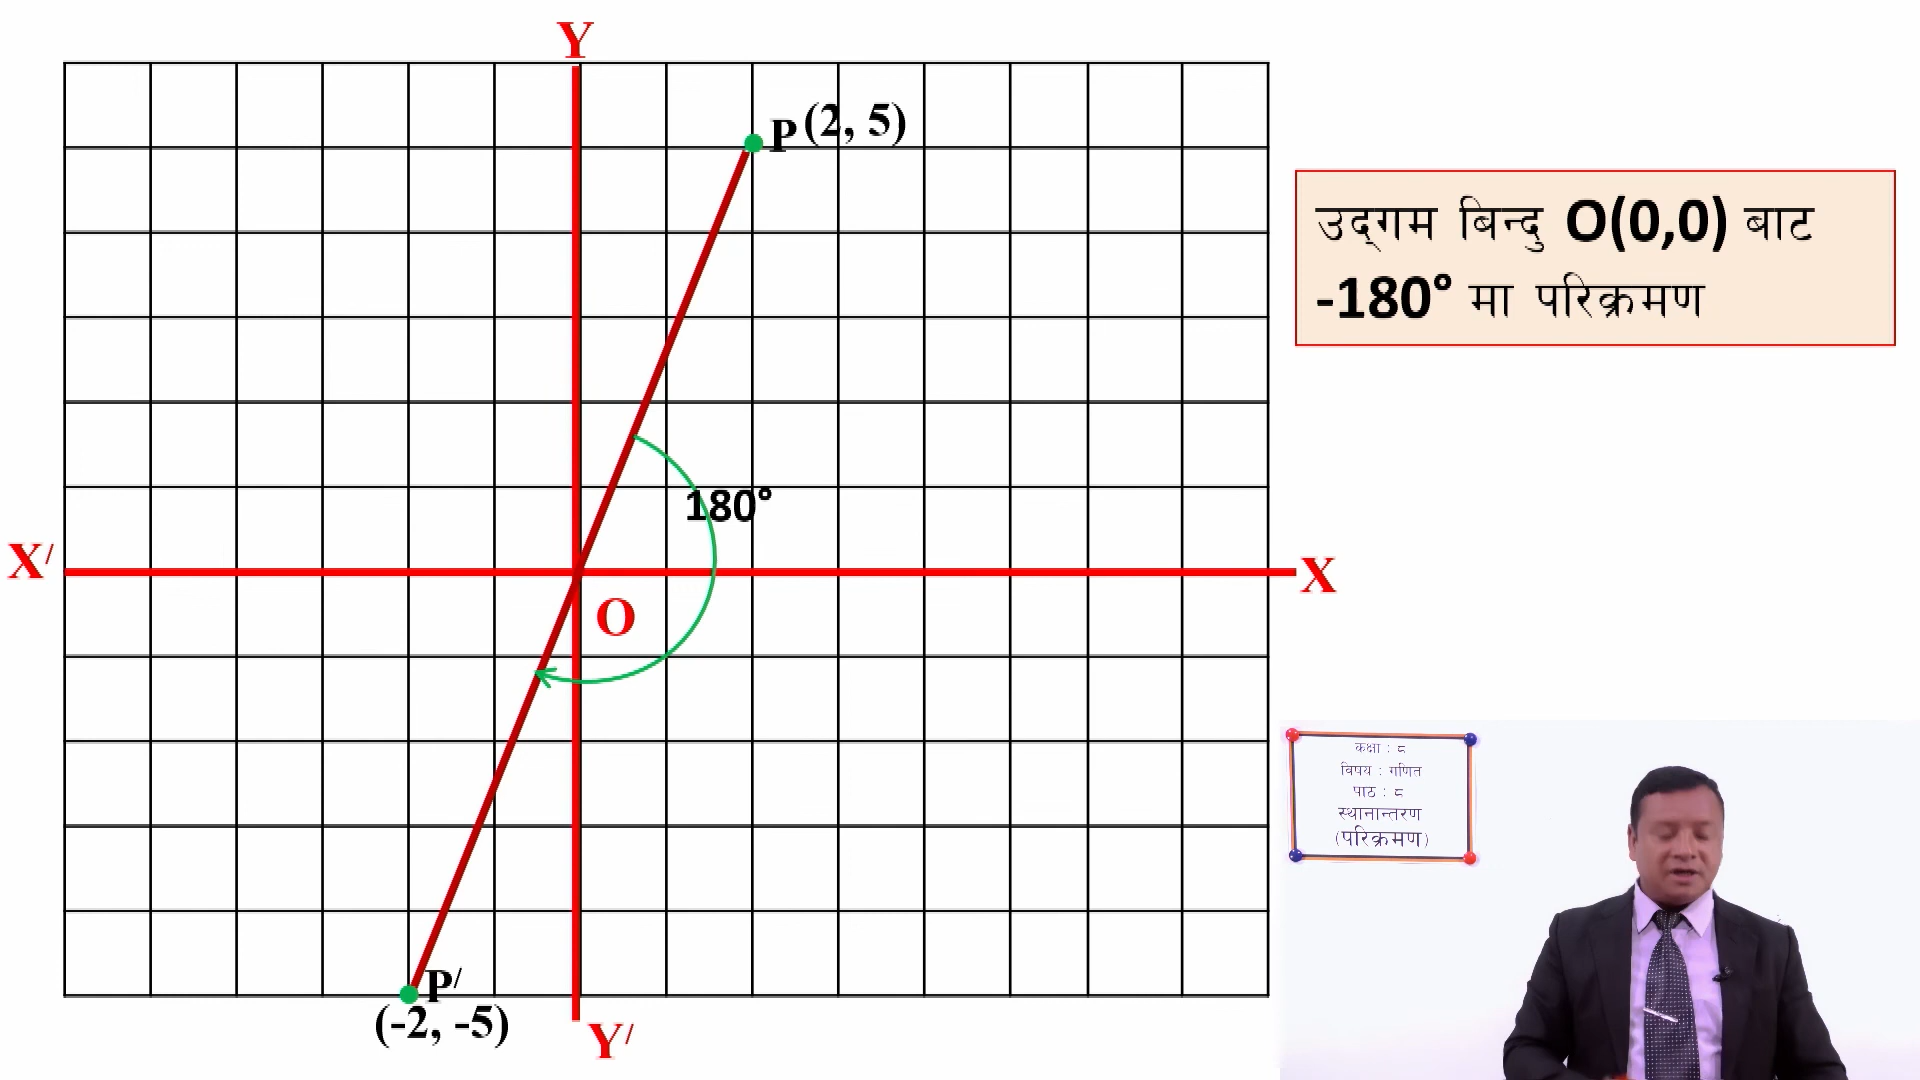 Y
P (2, 5)
उद्गम बिन्दु O(0,0) बाट
-180° मा परिक्रमण
180°
X/
X
O
P/
(-2, -5)
Y/
कक्षा : ८
विषय : गणित
पाठ : ८
स्थानान्तरण
(परिक्रमण)